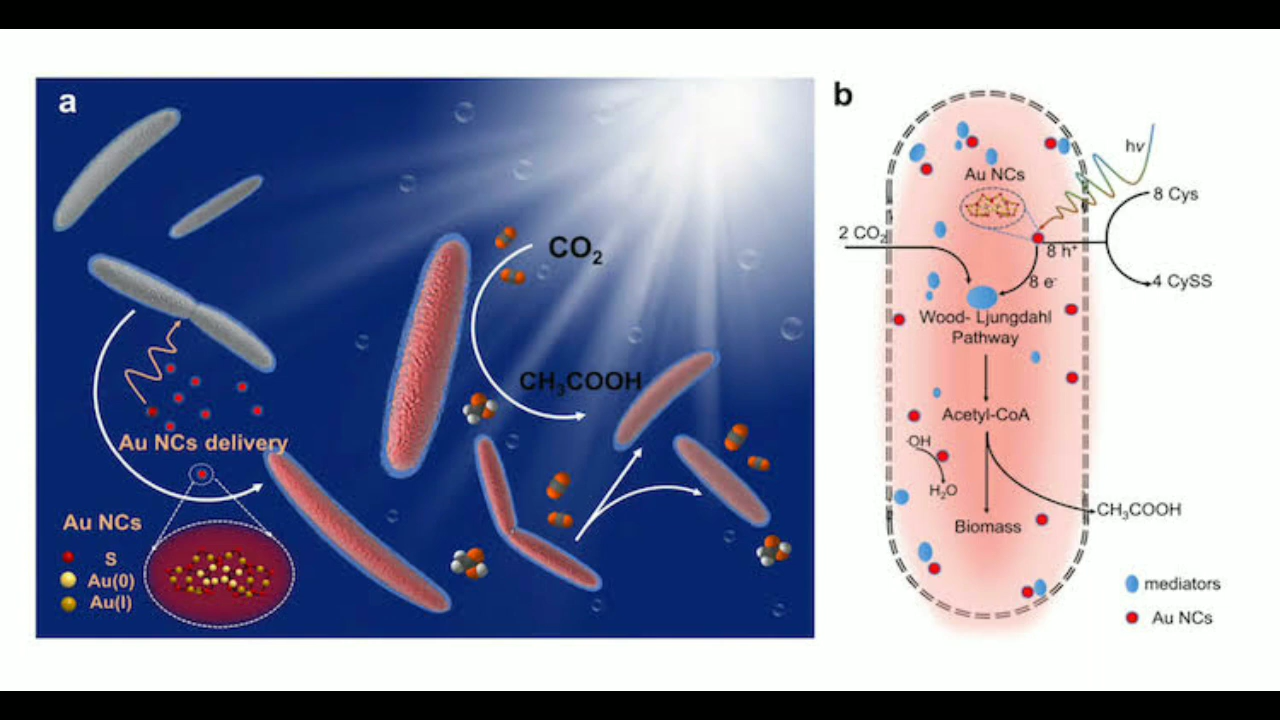 a
CO₂
CH₃COOH
Au NCs delivery
Au NCs
S
Au(0)
Au(I)
b
hν
Au NCs
8 Cys
2 CO₂
8 h⁺
8 e⁻
4 CySS
Wood- Ljungdahl
Pathway
Acetyl-CoA
·OH
H₂O
CH₃COOH
Biomass
mediators
Au NCs